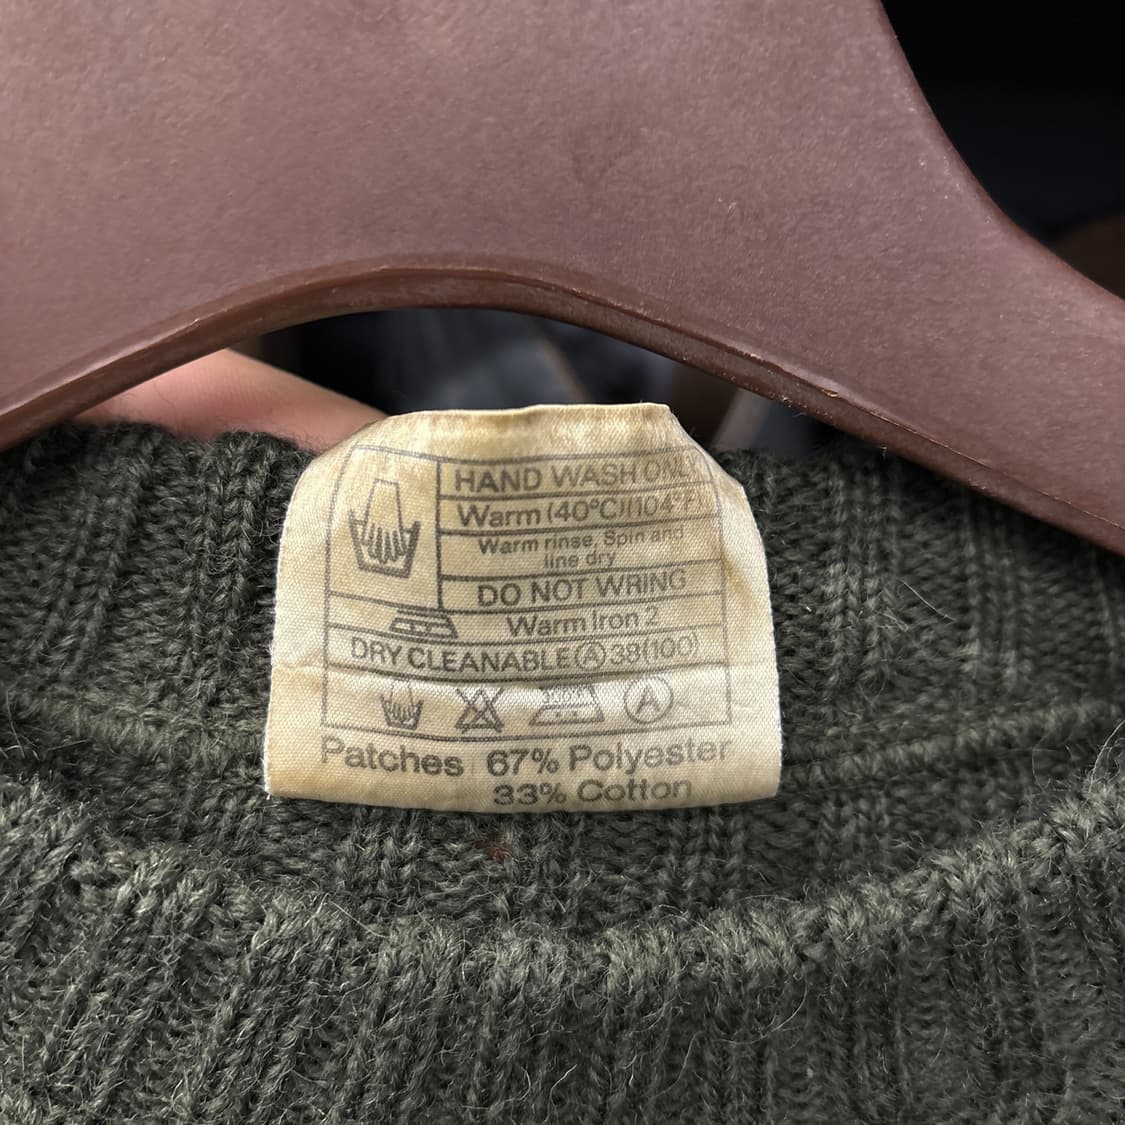 HAND WASH ONLY
Warm (40°C)/(104°F)
Warm rinse, Spin and
line dry
DO NOT WRING
Warm Iron 2
DRY CLEANABLE Ⓐ 38(100)
Ⓐ
Patches 67% Polyester
33% Cotton